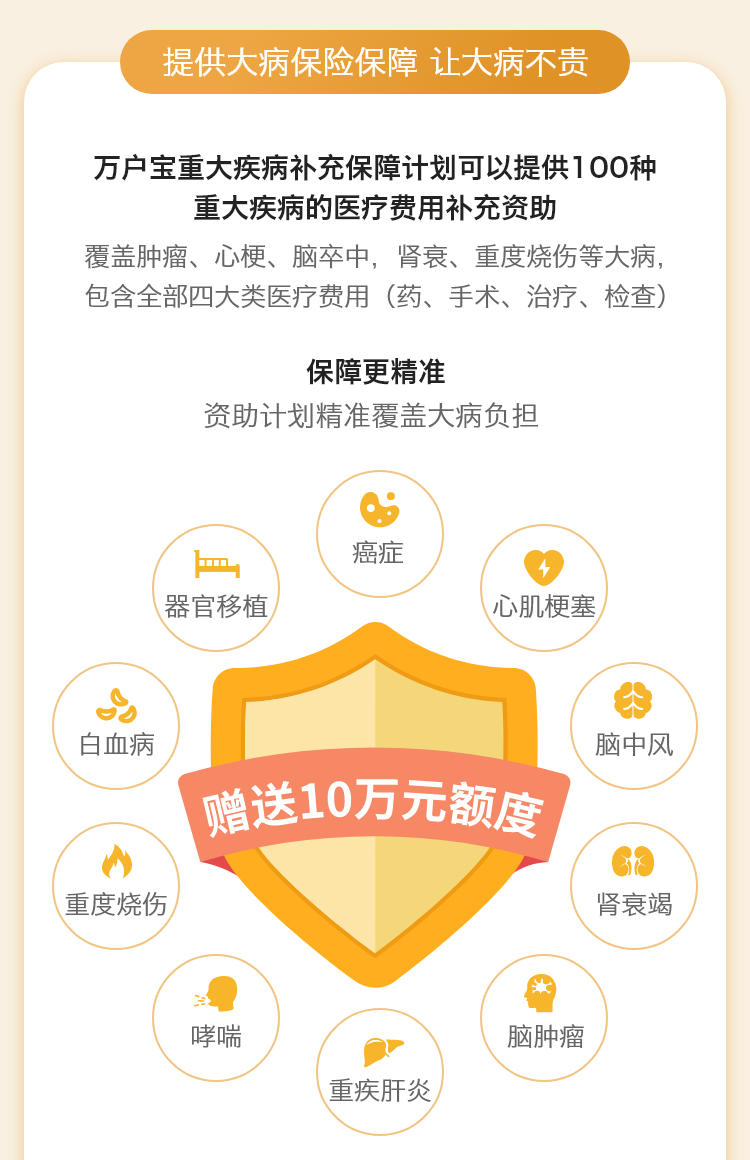 提供大病保险保障 让大病不贵
万户宝重大疾病补充保障计划可以提供100种
重大疾病的医疗费用补充资助
覆盖肿瘤、心梗、脑卒中，肾衰、重度烧伤等大病，
包含全部四大类医疗费用（药、手术、治疗、检查）
保障更精准
资助计划精准覆盖大病负担
癌症
器官移植
心肌梗塞
白血病
脑中风
赠送10万元额度
重度烧伤
肾衰竭
哮喘
脑肿瘤
重疾肝炎